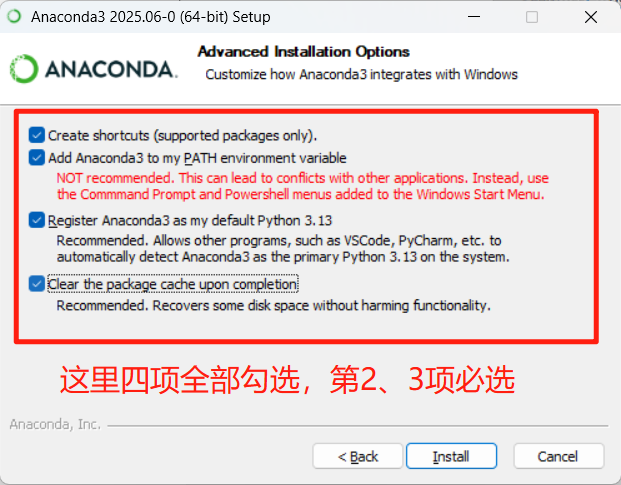 Anaconda3 2025.06-0 (64-bit) Setup
Advanced Installation Options
Customize how Anaconda3 integrates with Windows
ANACONDA.
Create shortcuts (supported packages only).
Add Anaconda3 to my PATH environment variable
NOT recommended. This can lead to conflicts with other applications. Instead, use
the Commmand Prompt and Powershell menus added to the Windows Start Menu.
Register Anaconda3 as my default Python 3.13
Recommended. Allows other programs, such as VSCode, PyCharm, etc. to
automatically detect Anaconda3 as the primary Python 3.13 on the system.
Clear the package cache upon completion
Recommended. Recovers some disk space without harming functionality.
这里四项全部勾选，第2、3项必选
Anaconda, Inc.
< Back
Install
Cancel